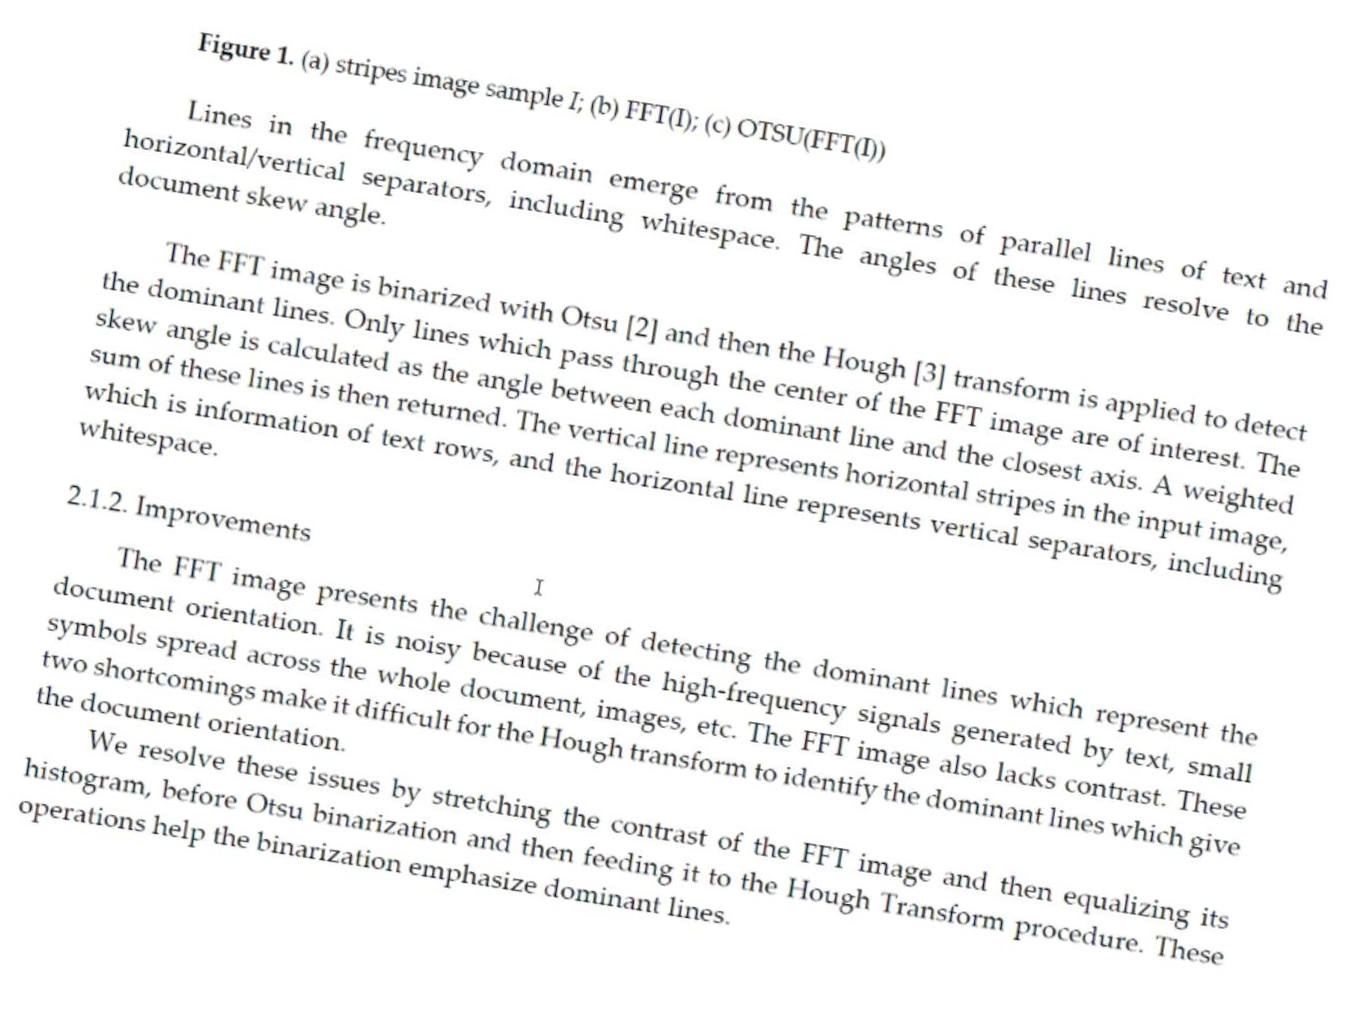 Figure 1. (a) stripes image sample I; (b) FFT(I); (c) OTSU(FFT(I))
Lines in the frequency domain emerge from the patterns of parallel lines of text and
horizontal/vertical separators, including whitespace. The angles of these lines resolve to the
document skew angle.
The FFT image is binarized with Otsu [2] and then the Hough [3] transform is applied to detect
the dominant lines. Only lines which pass through the center of the FFT image are of interest. The
skew angle is calculated as the angle between each dominant line and the closest axis. A weighted
sum of these lines is then returned. The vertical line represents horizontal stripes in the input image,
which is information of text rows, and the horizontal line represents vertical separators, including
whitespace.
2.1.2. Improvements
The FFT image presents the challenge of detecting the dominant lines which represent the
document orientation. It is noisy because of the high-frequency signals generated by text, small
symbols spread across the whole document, images, etc. The FFT image also lacks contrast. These
two shortcomings make it difficult for the Hough transform to identify the dominant lines which give
the document orientation.
We resolve these issues by stretching the contrast of the FFT image and then equalizing its
histogram, before Otsu binarization and then feeding it to the Hough Transform procedure. These
operations help the binarization emphasize dominant lines.